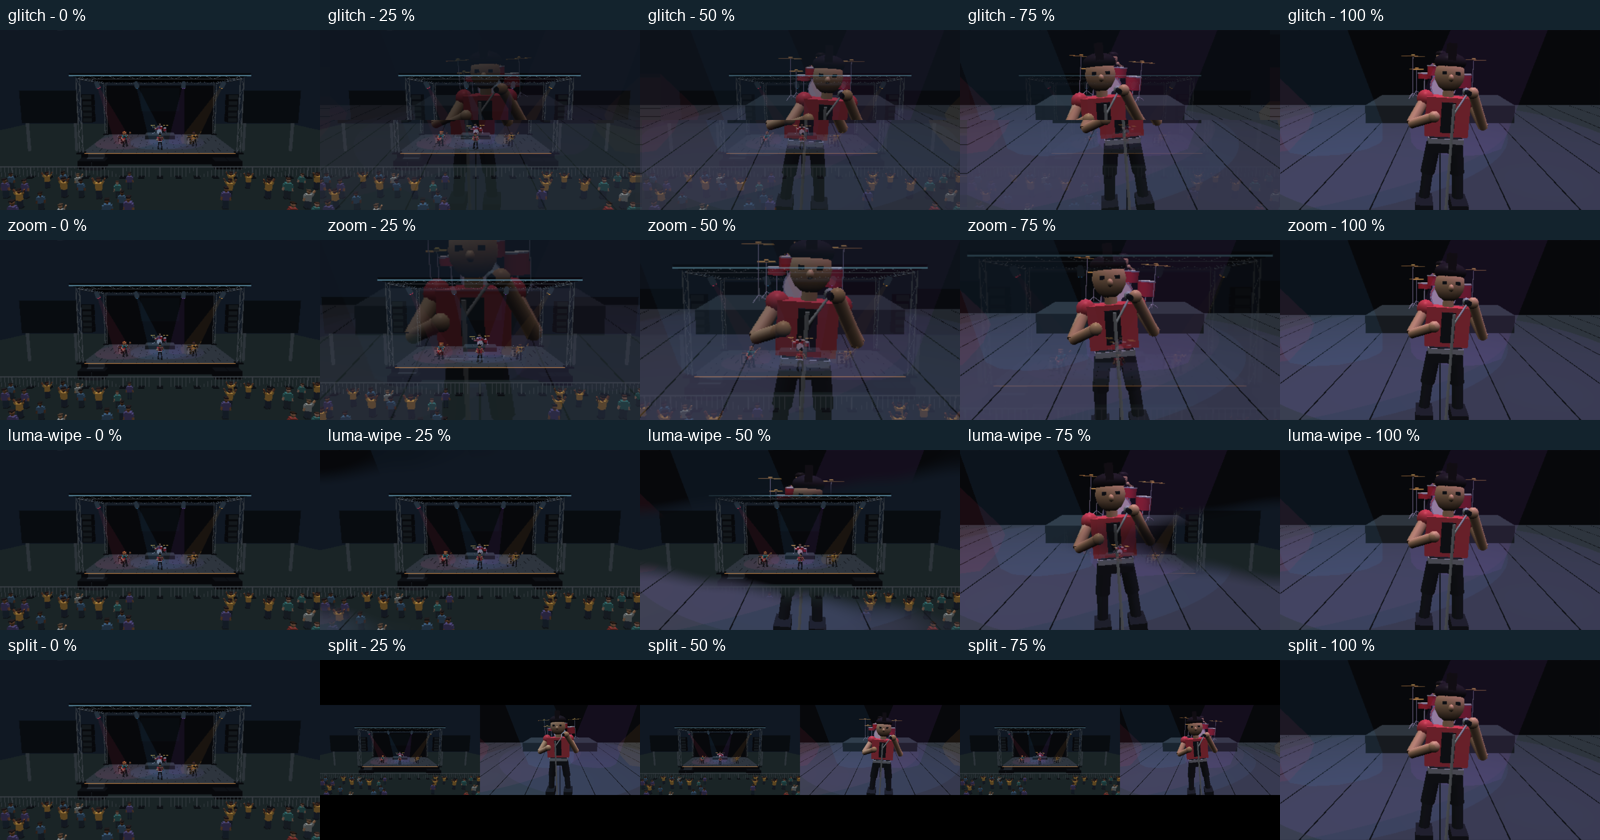 glitch - 0 %
glitch - 25 %
glitch - 50 %
glitch - 75 %
glitch - 100 %
zoom - 0 %
zoom - 25 %
zoom - 50 %
zoom - 75 %
zoom - 100 %
luma-wipe - 0 %
luma-wipe - 25 %
luma-wipe - 50 %
luma-wipe - 75 %
luma-wipe - 100 %
split - 0 %
split - 25 %
split - 50 %
split - 75 %
split - 100 %